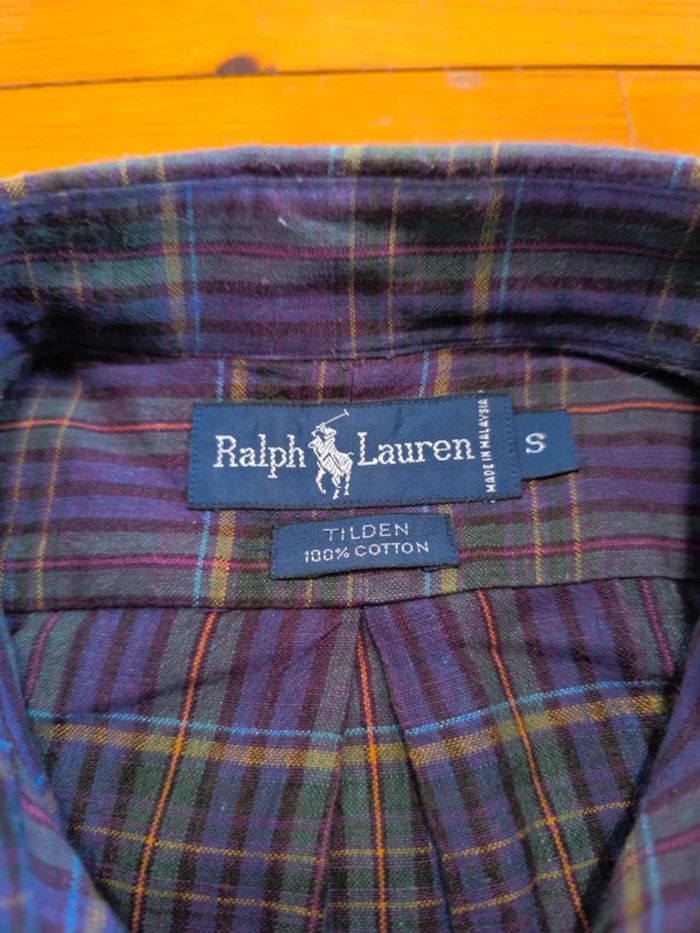 Ralph Lauren
MADE IN MALAYSIA
S
TILDEN
100% COTTON